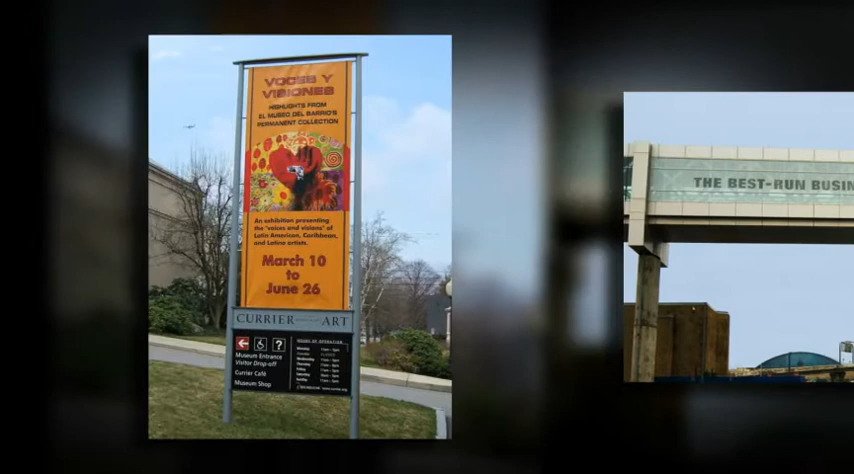 VOCES Y
VISIONES
HIGHLIGHTS FROM
EL MUSEO DEL BARRIO'S
PERMANENT COLLECTION
An exhibition presenting
the "voices and visions" of
Latin American, Caribbean,
and Latino artists.
March 10
to
June 26
CURRIER ART
Museum Entrance
Visitor Drop-off
Currier Café
Museum Shop
HOURS OF OPERATION
THE BEST-RUN BUSIN